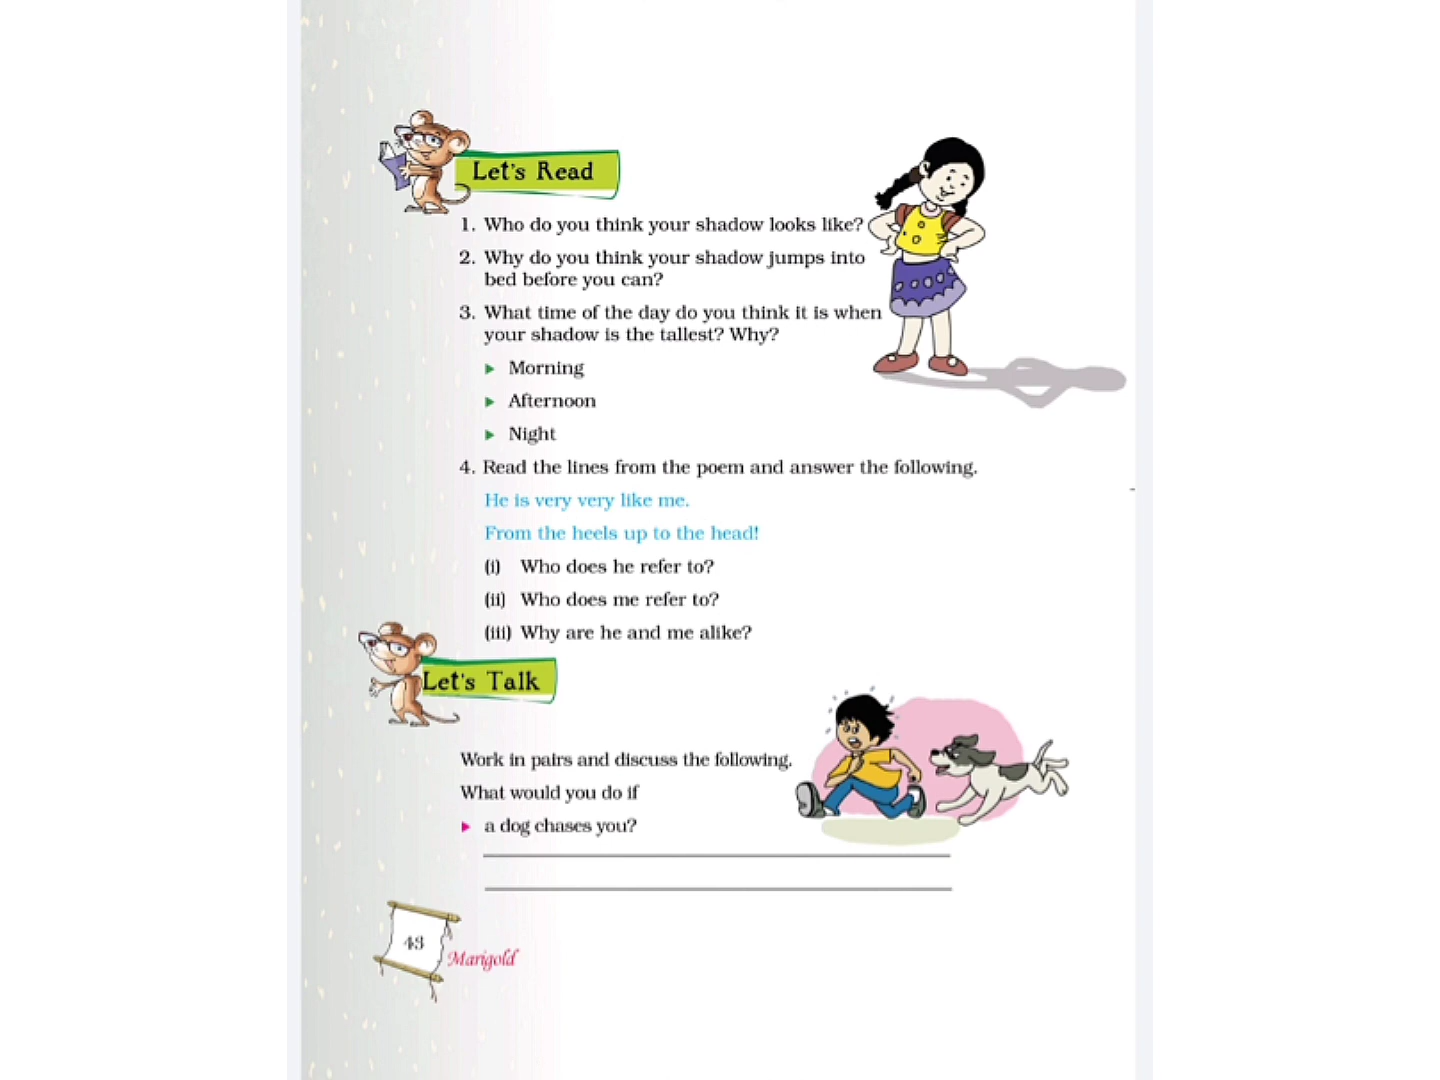 Let's Read
1. Who do you think your shadow looks like?
2. Why do you think your shadow jumps into
bed before you can?
3. What time of the day do you think it is when
your shadow is the tallest? Why?
Morning
Afternoon
Night
4. Read the lines from the poem and answer the following.
He is very very like me.
From the heels up to the head!
(i) Who does he refer to?
(ii) Who does me refer to?
(iii) Why are he and me alike?
Let's Talk
Work in pairs and discuss the following.
What would you do if
a dog chases you?
43
Marigold